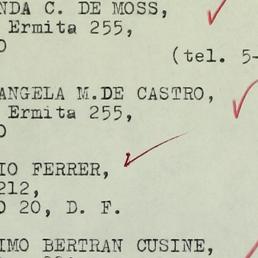 NDA C. DE MOSS,
Ermita 255,
O
(tel. 5-
ANGELA M.DE CASTRO,
Ermita 255,
O
IO FERRER,
212,
O 20, D. F.
IMO BERTRAN CUSINE,